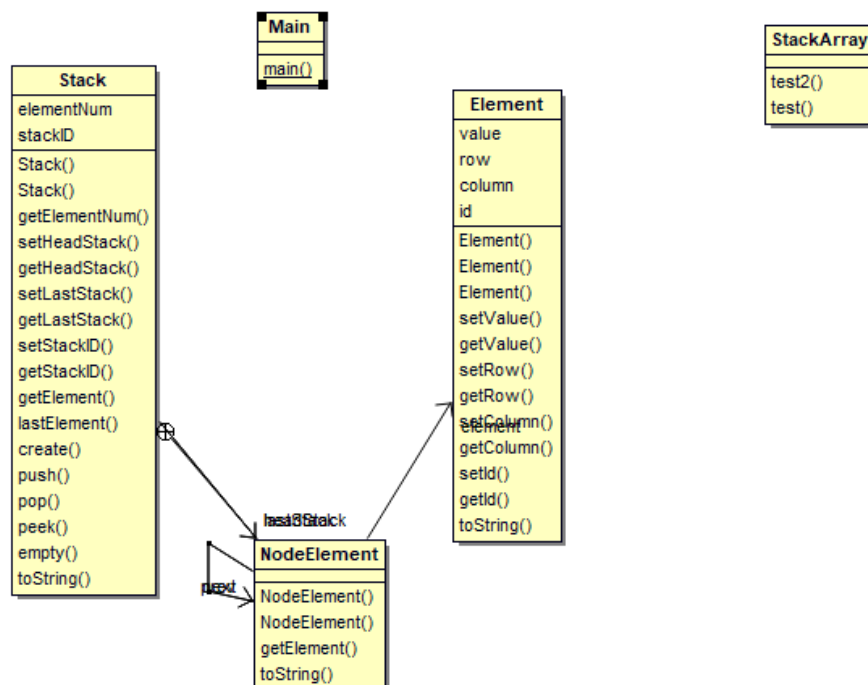 Main
main()
Stack
elementNum
stackID
Stack()
Stack()
getElementNum()
setHeadStack()
getHeadStack()
setLastStack()
getLastStack()
setStackID()
getStackID()
getElement()
lastElement()
create()
push()
pop()
peek()
empty()
toString()
Element
value
row
column
id
Element()
Element()
Element()
setValue()
getValue()
setRow()
getRow()
setColumn()
element
getColumn()
setId()
getId()
toString()
StackArray
test2()
test()
NodeElement
NodeElement()
NodeElement()
getElement()
toString()